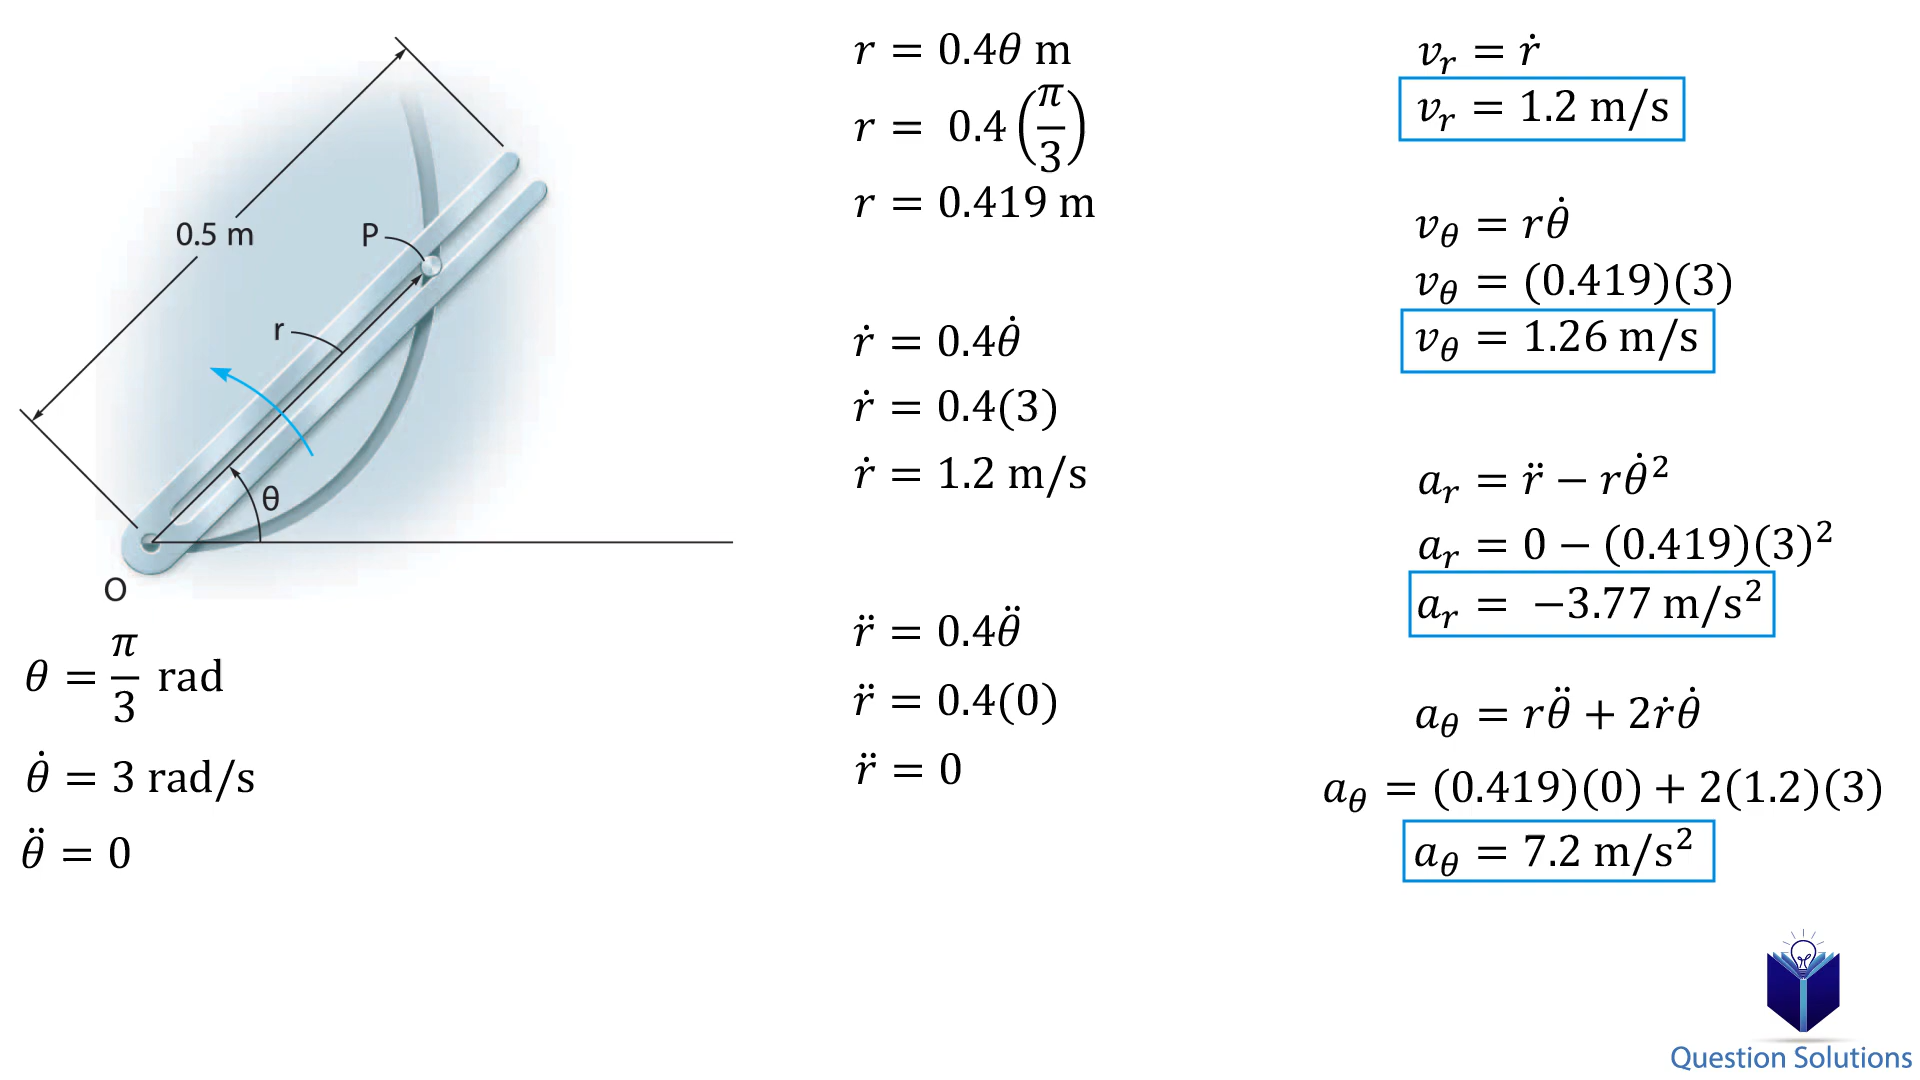 0.5 m
P
r
θ
O
θ = π/3 rad
θ̇ = 3 rad/s
θ̈ = 0
r = 0.4θ m
r = 0.4(π/3)
r = 0.419 m
ṙ = 0.4θ̇
ṙ = 0.4(3)
ṙ = 1.2 m/s
r̈ = 0.4θ̈
r̈ = 0.4(0)
r̈ = 0
v_r = ṙ
v_r = 1.2 m/s
v_θ = rθ̇
v_θ = (0.419)(3)
v_θ = 1.26 m/s
a_r = r̈ − rθ̇²
a_r = 0 − (0.419)(3)²
a_r = −3.77 m/s²
a_θ = rθ̈ + 2ṙθ̇
a_θ = (0.419)(0) + 2(1.2)(3)
a_θ = 7.2 m/s²
Question Solutions